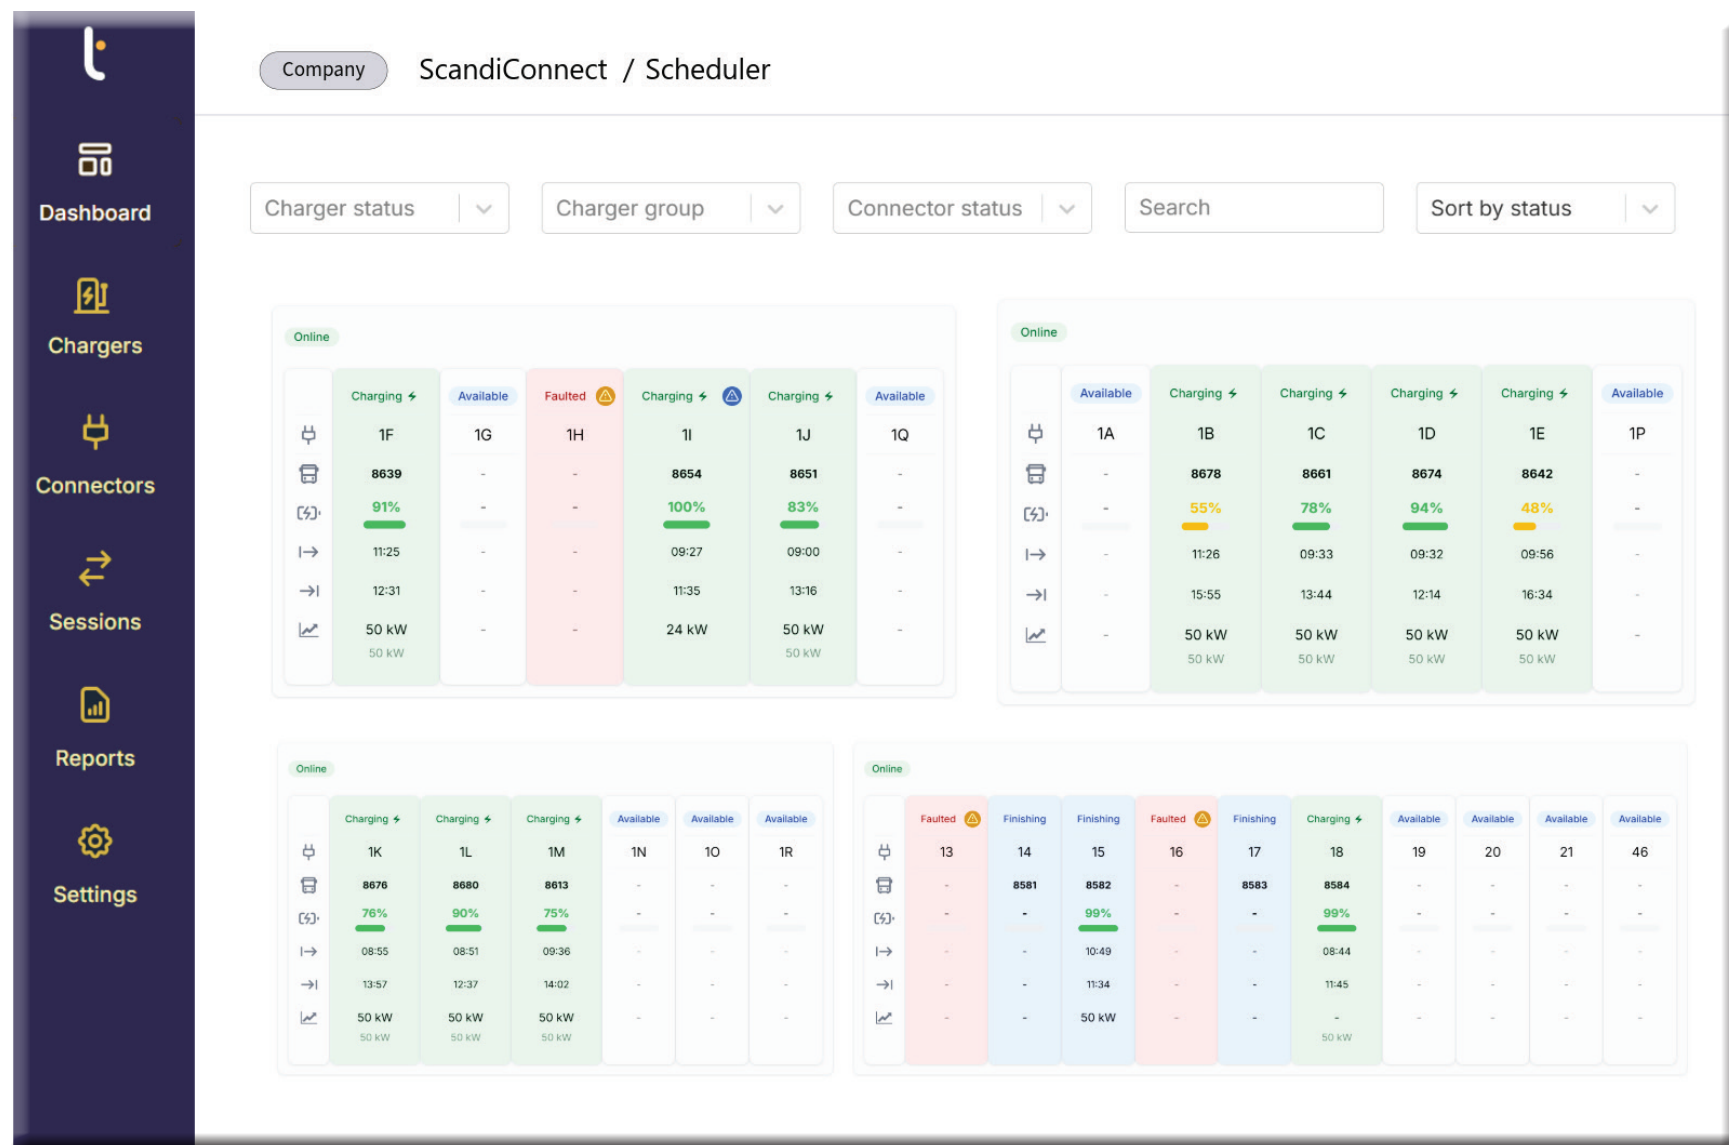 Company ScandiConnect / Scheduler
Dashboard
Chargers
Connectors
Sessions
Reports
Settings
Charger status Charger group Connector status Search Sort by status
Online
Charging Available Faulted Charging Charging Available
1F 1G 1H 1I 1J 1Q
8639 - - 8654 8651 -
91% - - 100% 83% -
11:25 - - 09:27 09:00 -
12:31 - - 11:35 13:16 -
50 kW - - 24 kW 50 kW -
50 kW 50 kW
Online
Available Charging Charging Charging Charging Available
1A 1B 1C 1D 1E 1P
- 8678 8661 8674 8642 -
- 55% 78% 94% 48% -
- 11:26 09:33 09:32 09:56 -
- 15:55 13:44 12:14 16:34 -
- 50 kW 50 kW 50 kW 50 kW -
50 kW 50 kW 50 kW 50 kW
Online
Charging Charging Charging Available Available Available
1K 1L 1M 1N 1O 1R
8676 8680 8613 - - -
76% 90% 75% - - -
08:55 08:51 09:36 - - -
13:57 12:37 14:02 - - -
50 kW 50 kW 50 kW - - -
50 kW 50 kW 50 kW
Online
Faulted Finishing Finishing Faulted Finishing Charging Available Available Available Available
13 14 15 16 17 18 19 20 21 46
- 8581 8582 - 8583 8584 - - - -
- - 99% - - 99% - - - -
- - 10:49 - - 08:44 - - - -
- - 11:34 - - 11:45 - - - -
- - 50 kW - - - - - - -
50 kW